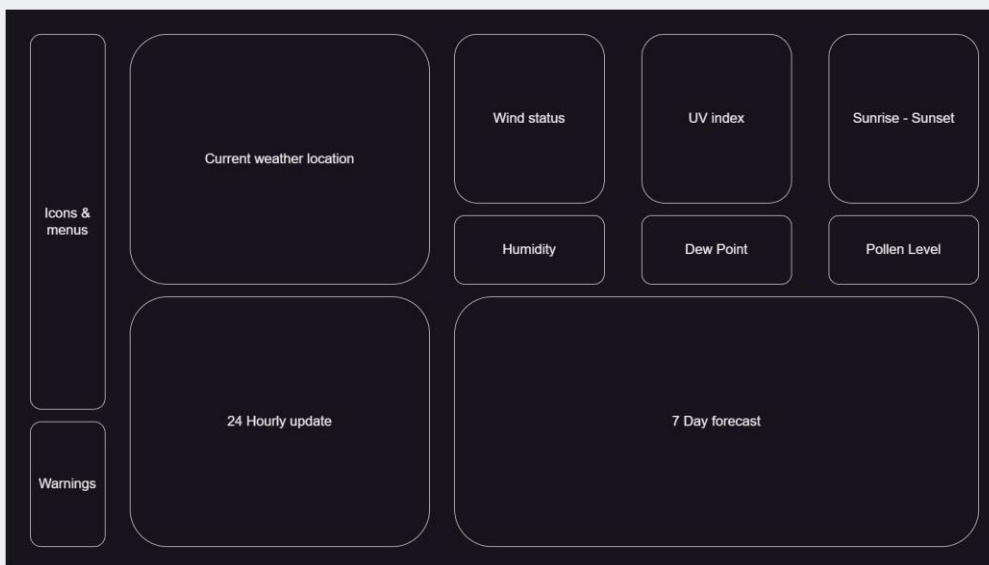 Icons &
menus
Current weather location
Wind status
UV index
Sunrise - Sunset
Humidity
Dew Point
Pollen Level
Warnings
24 Hourly update
7 Day forecast